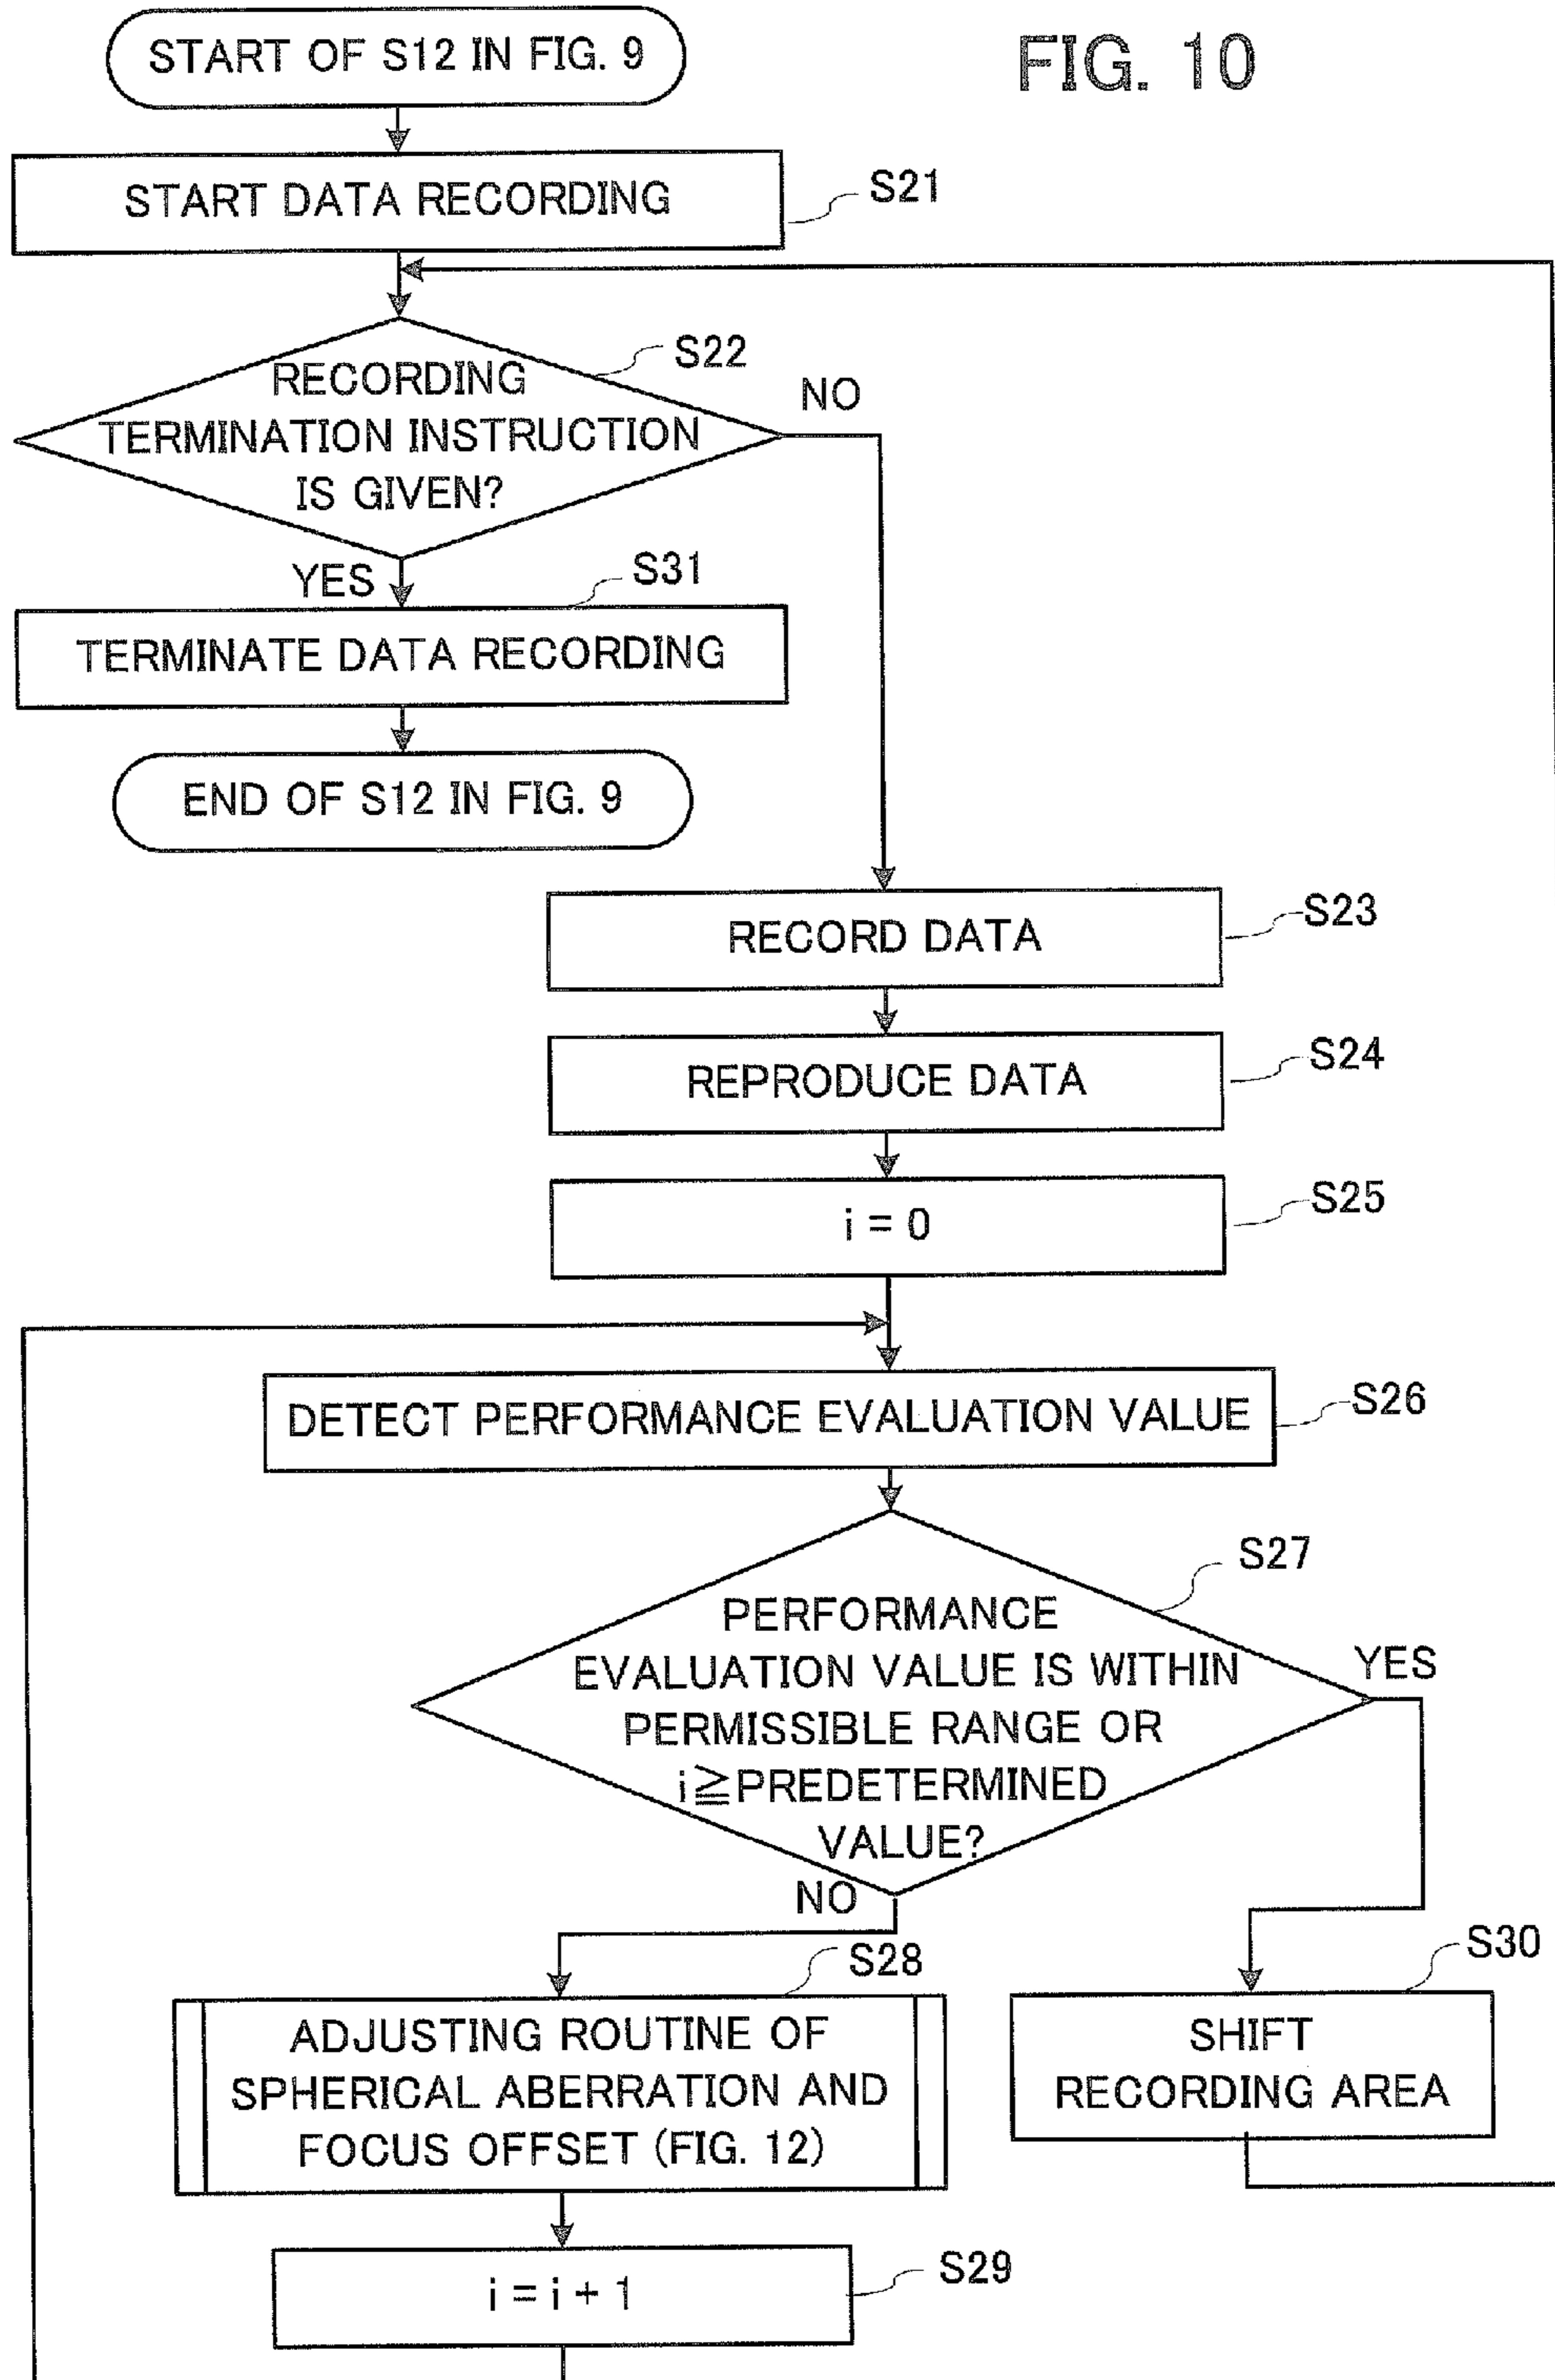 FIG. 10
START OF S12 IN FIG. 9
START DATA RECORDING
S21
RECORDING
TERMINATION INSTRUCTION
IS GIVEN?
S22
NO
YES
S31
TERMINATE DATA RECORDING
END OF S12 IN FIG. 9
RECORD DATA
S23
REPRODUCE DATA
S24
i = 0
S25
DETECT PERFORMANCE EVALUATION VALUE
S26
S27
PERFORMANCE
EVALUATION VALUE IS WITHIN
PERMISSIBLE RANGE OR
i≧PREDETERMINED
VALUE?
YES
NO
S28
ADJUSTING ROUTINE OF
SPHERICAL ABERRATION AND
FOCUS OFFSET (FIG. 12)
S30
SHIFT
RECORDING AREA
i = i + 1
S29